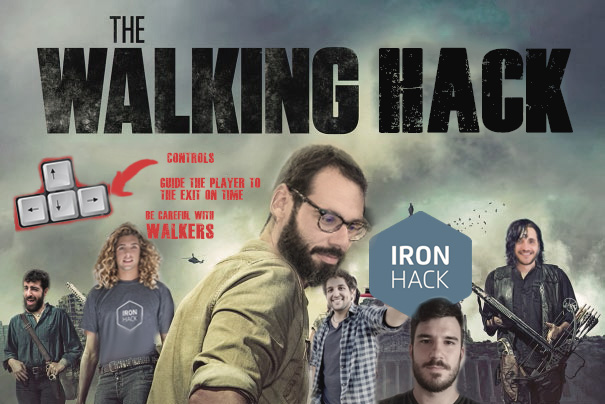 THE
WALKING HACK
CONTROLS
GUIDE THE PLAYER TO
THE EXIT ON TIME
BE CAREFUL WITH
WALKERS
IRON
HACK
IRON
HACK